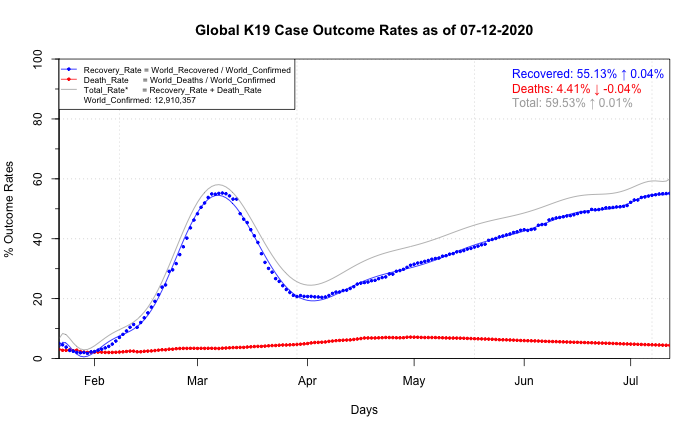 Global K19 Case Outcome Rates as of 07-12-2020
Recovery_Rate = World_Recovered / World_Confirmed
Death_Rate = World_Deaths / World_Confirmed
Total_Rate* = Recovery_Rate + Death_Rate
World_Confirmed: 12,910,357
Recovered: 55.13% ↑ 0.04%
Deaths: 4.41% ↓ -0.04%
Total: 59.53% ↑ 0.01%
% Outcome Rates
100
80
60
40
20
0
Feb Mar Apr May Jun Jul
Days